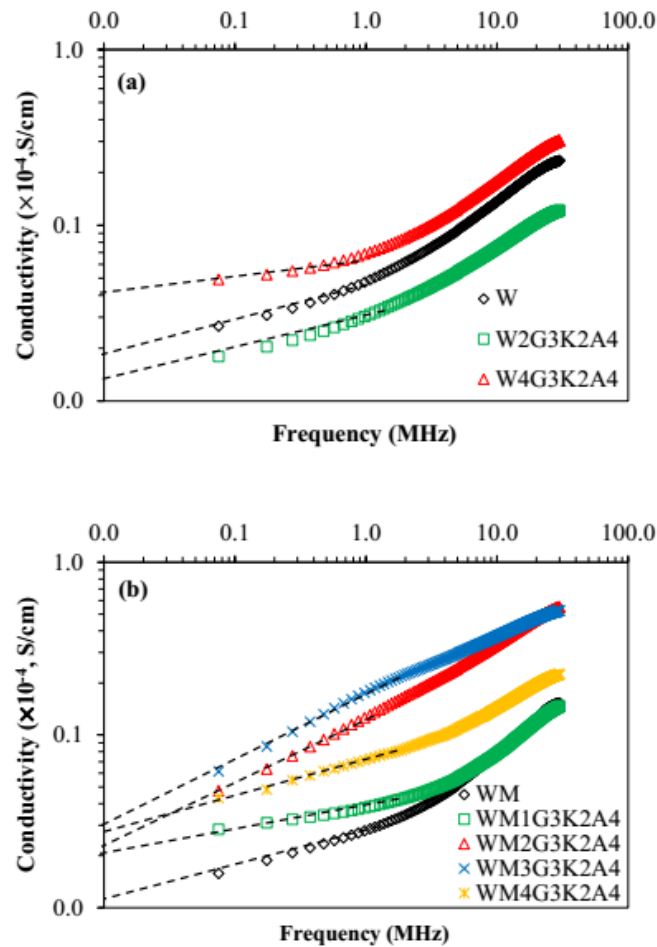 0.0 0.1 1.0 10.0 100.0
1.0
(a)
0.1
0.0
Conductivity (×10⁻⁴,S/cm)
W
W2G3K2A4
W4G3K2A4
Frequency (MHz)
0.0 0.1 1.0 10.0 100.0
1.0
(b)
0.1
0.0
Conductivity (×10⁻⁴, S/cm)
WM
WM1G3K2A4
WM2G3K2A4
WM3G3K2A4
WM4G3K2A4
Frequency (MHz)